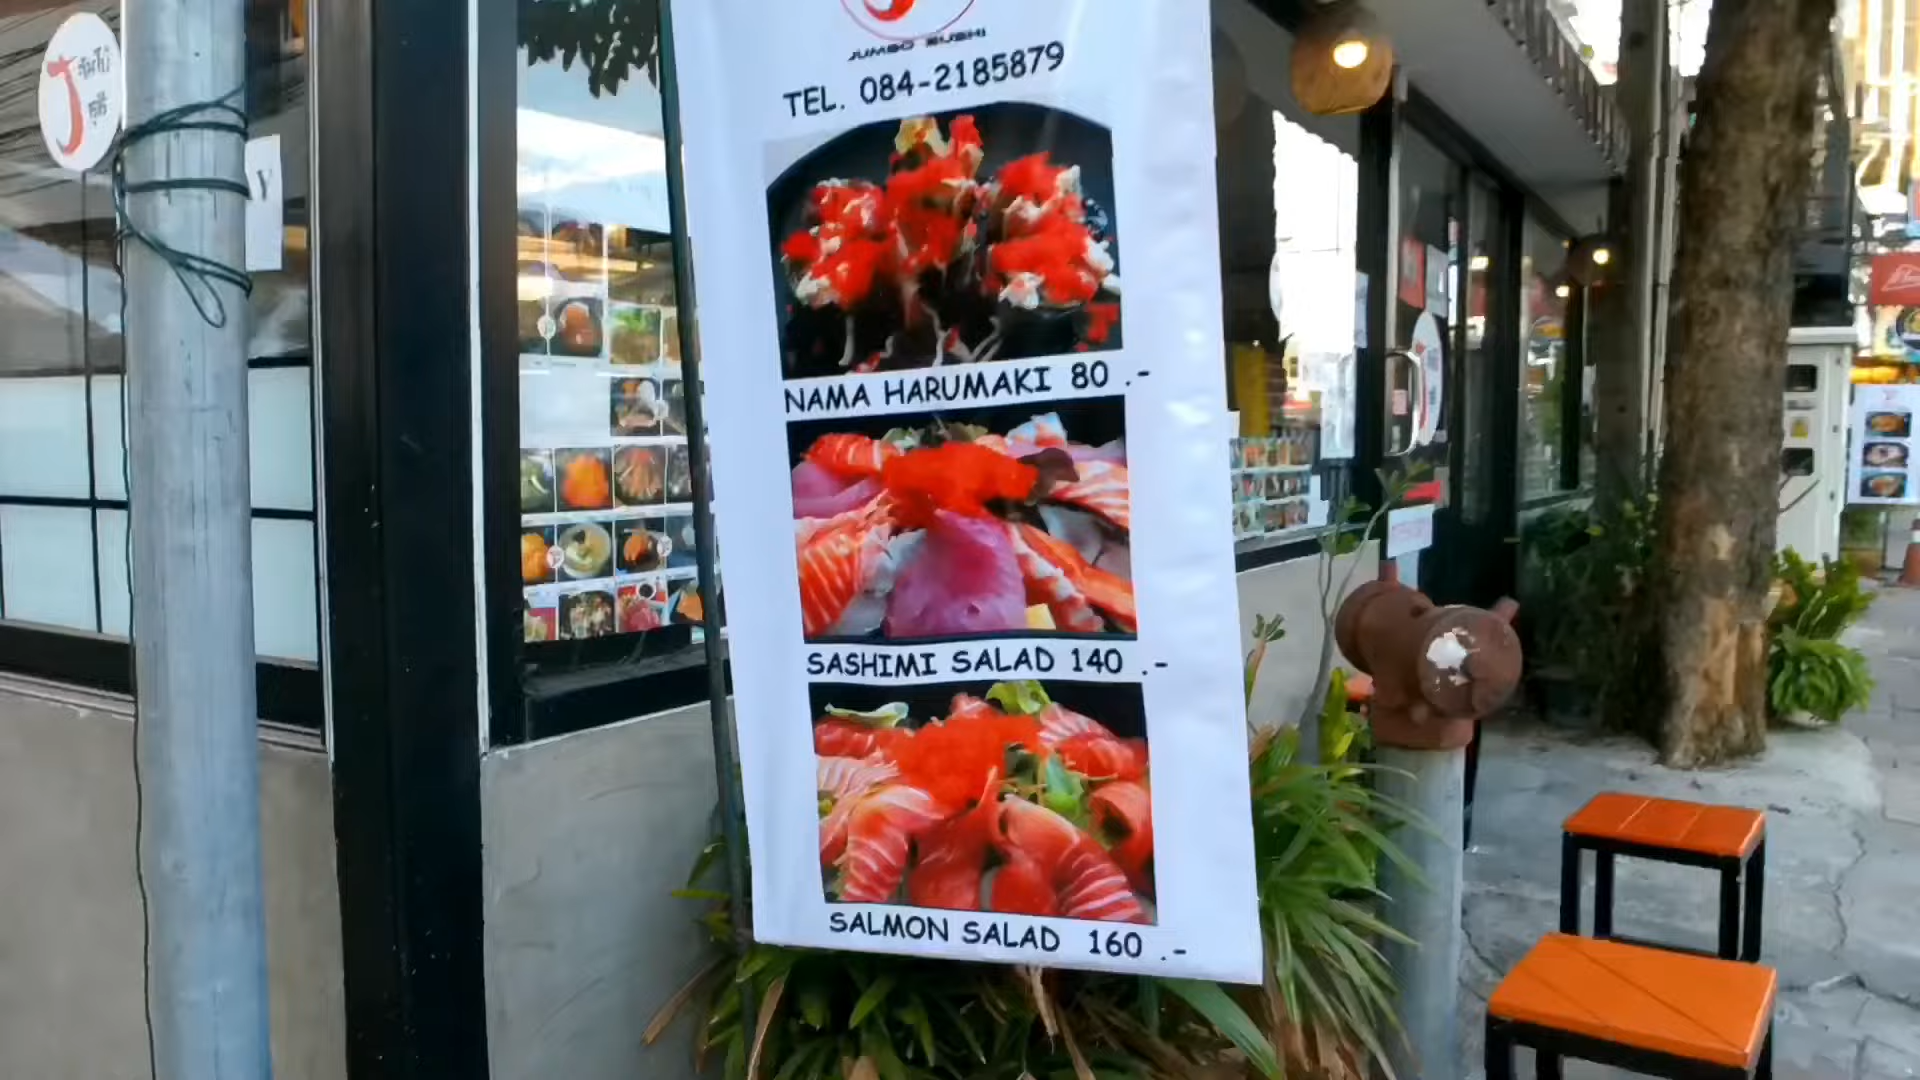 JUMBO SUSHI
TEL. 084-2185879
NAMA HARUMAKI 80 .-
SASHIMI SALAD 140 .-
SALMON SALAD 160 .-
Y